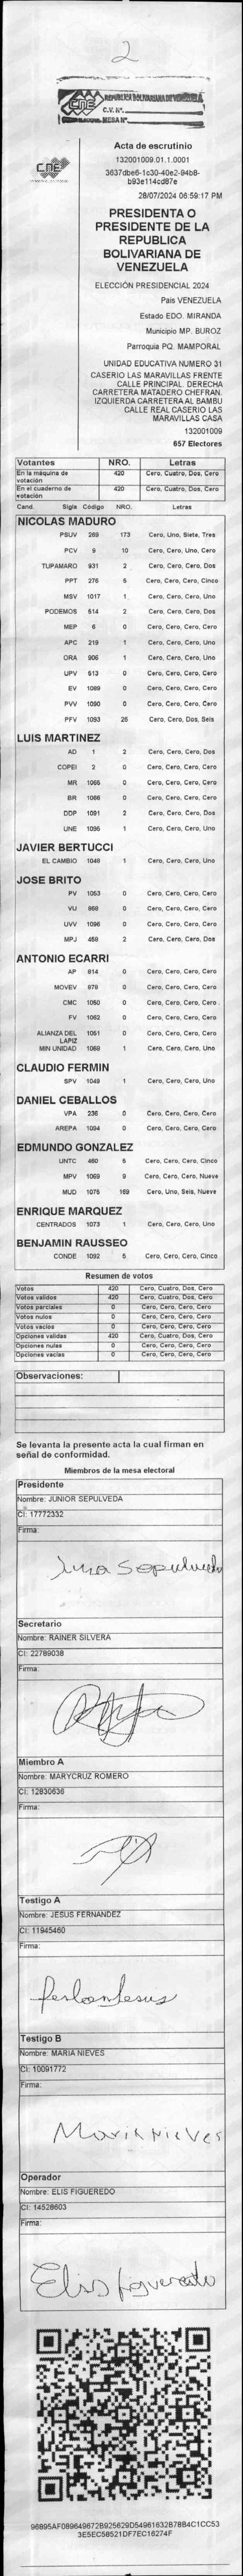 2
CNE REPUBLICA BOLIVARIANA DE VENEZUELA
C.V. Nº.
MESA Nº
CNE
Acta de escrutinio
132001009.01.1.0001
3637dbe6-1c30-40e2-94b8-
b93e114cd87e
28/07/2024 06:59:17 PM
PRESIDENTA O
PRESIDENTE DE LA
REPUBLICA
BOLIVARIANA DE
VENEZUELA
ELECCIÓN PRESIDENCIAL 2024
Pais VENEZUELA
Estado EDO. MIRANDA
Municipio MP. BUROZ
Parroquia PQ. MAMPORAL
UNIDAD EDUCATIVA NUMERO 31
CASERIO LAS MARAVILLAS FRENTE
CALLE PRINCIPAL. DERECHA
CARRETERA MATADERO CHEFRAN.
IZQUIERDA CARRETERA AL BAMBU
CALLE REAL CASERIO LAS
MARAVILLAS CASA
132001009
657 Electores
Votantes NRO. Letras
En la máquina de votación 420 Cero, Cuatro, Dos, Cero
En el cuaderno de votación 420 Cero, Cuatro, Dos, Cero
Cand. Sigla Código NRO. Letras
NICOLAS MADURO
PSUV 269 173 Cero, Uno, Siete, Tres
PCV 9 10 Cero, Cero, Uno, Cero
TUPAMARO 931 2 Cero, Cero, Cero, Dos
PPT 276 5 Cero, Cero, Cero, Cinco
MSV 1017 1 Cero, Cero, Cero, Uno
PODEMOS 514 2 Cero, Cero, Cero, Dos
MEP 6 0 Cero, Cero, Cero, Cero
APC 219 1 Cero, Cero, Cero, Uno
ORA 906 1 Cero, Cero, Cero, Uno
UPV 513 0 Cero, Cero, Cero, Cero
EV 1089 0 Cero, Cero, Cero, Cero
PVV 1090 0 Cero, Cero, Cero, Cero
PFV 1093 26 Cero, Cero, Dos, Seis
LUIS MARTINEZ
AD 1 2 Cero, Cero, Cero, Dos
COPEI 2 0 Cero, Cero, Cero, Cero
MR 1065 0 Cero, Cero, Cero, Cero
BR 1066 0 Cero, Cero, Cero, Cero
DDP 1091 2 Cero, Cero, Cero, Dos
UNE 1095 1 Cero, Cero, Cero, Uno
JAVIER BERTUCCI
EL CAMBIO 1048 1 Cero, Cero, Cero, Uno
JOSE BRITO
PV 1053 0 Cero, Cero, Cero, Cero
VU 868 0 Cero, Cero, Cero, Cero
UVV 1096 0 Cero, Cero, Cero, Cero
MPJ 458 2 Cero, Cero, Cero, Dos
ANTONIO ECARRI
AP 814 0 Cero, Cero, Cero, Cero
MOVEV 679 0 Cero, Cero, Cero, Cero
CMC 1050 0 Cero, Cero, Cero, Cero
FV 1062 0 Cero, Cero, Cero, Cero
ALIANZA DEL LAPIZ 1051 0 Cero, Cero, Cero, Cero
MIN UNIDAD 1069 1 Cero, Cero, Cero, Uno
CLAUDIO FERMIN
SPV 1049 1 Cero, Cero, Cero, Uno
DANIEL CEBALLOS
VPA 236 0 Cero, Cero, Cero, Cero
AREPA 1094 0 Cero, Cero, Cero, Cero
EDMUNDO GONZALEZ
UNTC 460 5 Cero, Cero, Cero, Cinco
MPV 1069 9 Cero, Cero, Cero, Nueve
MUD 1075 169 Cero, Uno, Seis, Nueve
ENRIQUE MARQUEZ
CENTRADOS 1073 1 Cero, Cero, Cero, Uno
BENJAMIN RAUSSEO
CONDE 1092 5 Cero, Cero, Cero, Cinco
Resumen de votos
Votos 420 Cero, Cuatro, Dos, Cero
Votos validos 420 Cero, Cuatro, Dos, Cero
Votos parciales 0 Cero, Cero, Cero, Cero
Votos nulos 0 Cero, Cero, Cero, Cero
Votos vacios 0 Cero, Cero, Cero, Cero
Opciones validas 420 Cero, Cuatro, Dos, Cero
Opciones nulas 0 Cero, Cero, Cero, Cero
Opciones vacias 0 Cero, Cero, Cero, Cero
Observaciones:
Se levanta la presente acta la cual firman en
señal de conformidad.
Miembros de la mesa electoral
Presidente
Nombre: JUNIOR SEPULVEDA
CI: 17772332
Firma:
Sepulveda
Secretario
Nombre: RAINER SILVERA
CI: 22789038
Firma:
Miembro A
Nombre: MARYCRUZ ROMERO
CI: 12830636
Firma:
Testigo A
Nombre: JESUS FERNANDEZ
CI: 11945460
Firma:
Testigo B
Nombre: MARIA NIEVES
CI: 10091772
Firma:
Maria Nieves
Operador
Nombre: ELIS FIGUEREDO
CI: 14528603
Firma:
Elis figueredo
96895AF089649672B925629D54961632B78B4C1CC53
3E5EC58521DF7EC16274F